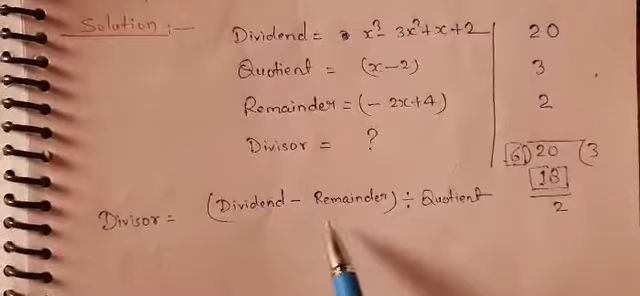 Solution :-
Dividend = x³ - 3x² + x + 2 20
Quotient = (x-2) 3
Remainder = (- 2x+4) 2
Divisor = ?
6) 20 (3
18
2
Divisor = (Dividend - Remainder) ÷ Quotient